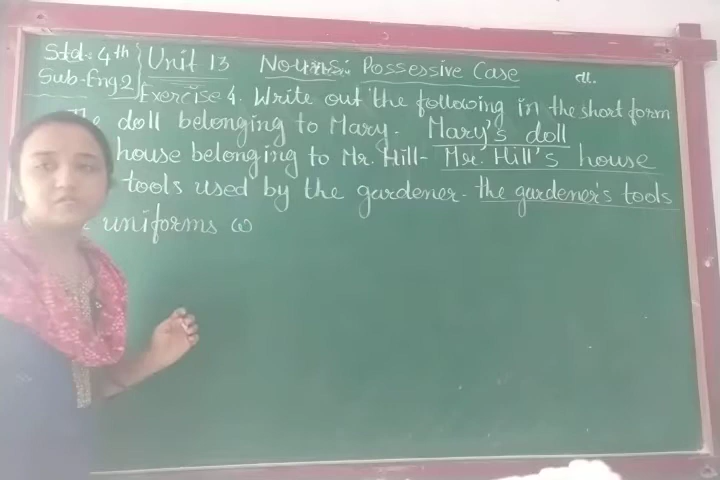 Std:- 4th
Sub-Eng 2
Unit 13 Nouns: Possessive Case
Exercise 4. Write out the following in the short form
doll belonging to Mary- Mary's doll
house belonging to Mr. Hill- Mr. Hill's house
tools used by the gardener- the gardener's tools
uniforms w